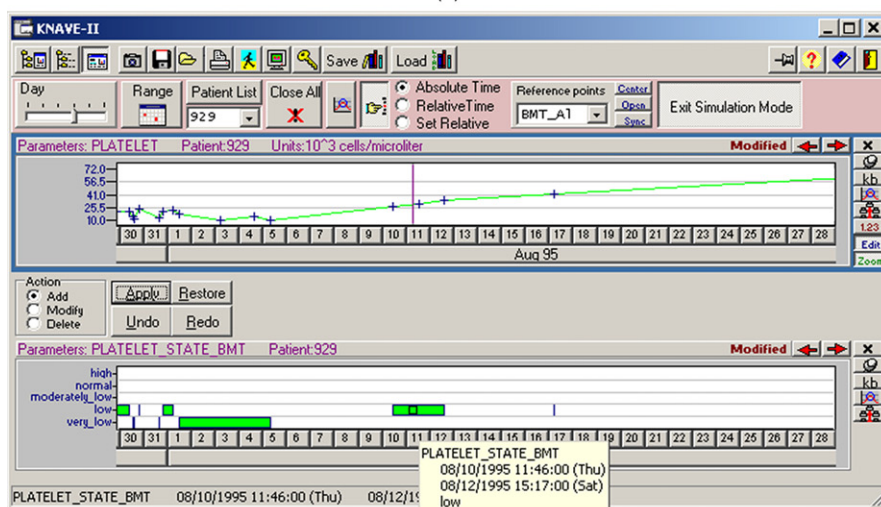 KNAVE-II
Save Load
Day Range Patient List Close All Absolute Time Reference points Center
929 RelativeTime BMT_A1 Open Exit Simulation Mode
Set Relative Sync
Parameters: PLATELET Patient:929 Units:10^3 cells/microliter Modified
72.0
56.5 kb
41.0
25.5
10.0 1.23
30 31 1 2 3 4 5 6 7 8 9 10 11 12 13 14 15 16 17 18 19 20 21 22 23 24 25 26 27 28 Edit
Aug 95 Zoom
Action
Add Apply Restore
Modify
Delete Undo Redo
Parameters: PLATELET_STATE_BMT Patient:929 Modified
high
normal kb
moderately_low
low
very_low
30 31 1 2 3 4 5 6 7 8 9 10 11 12 13 14 15 16 17 18 19 20 21 22 23 24 25 26 27 28
PLATELET_STATE_BMT
08/10/1995 11:46:00 (Thu)
08/12/1995 15:17:00 (Sat)
low
PLATELET_STATE_BMT 08/10/1995 11:46:00 (Thu) 08/12/19